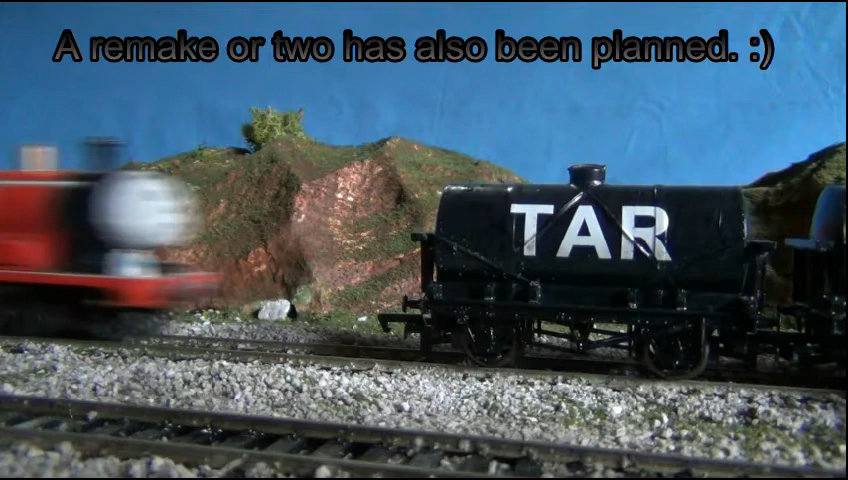 A remake or two has also been planned. :)
TAR